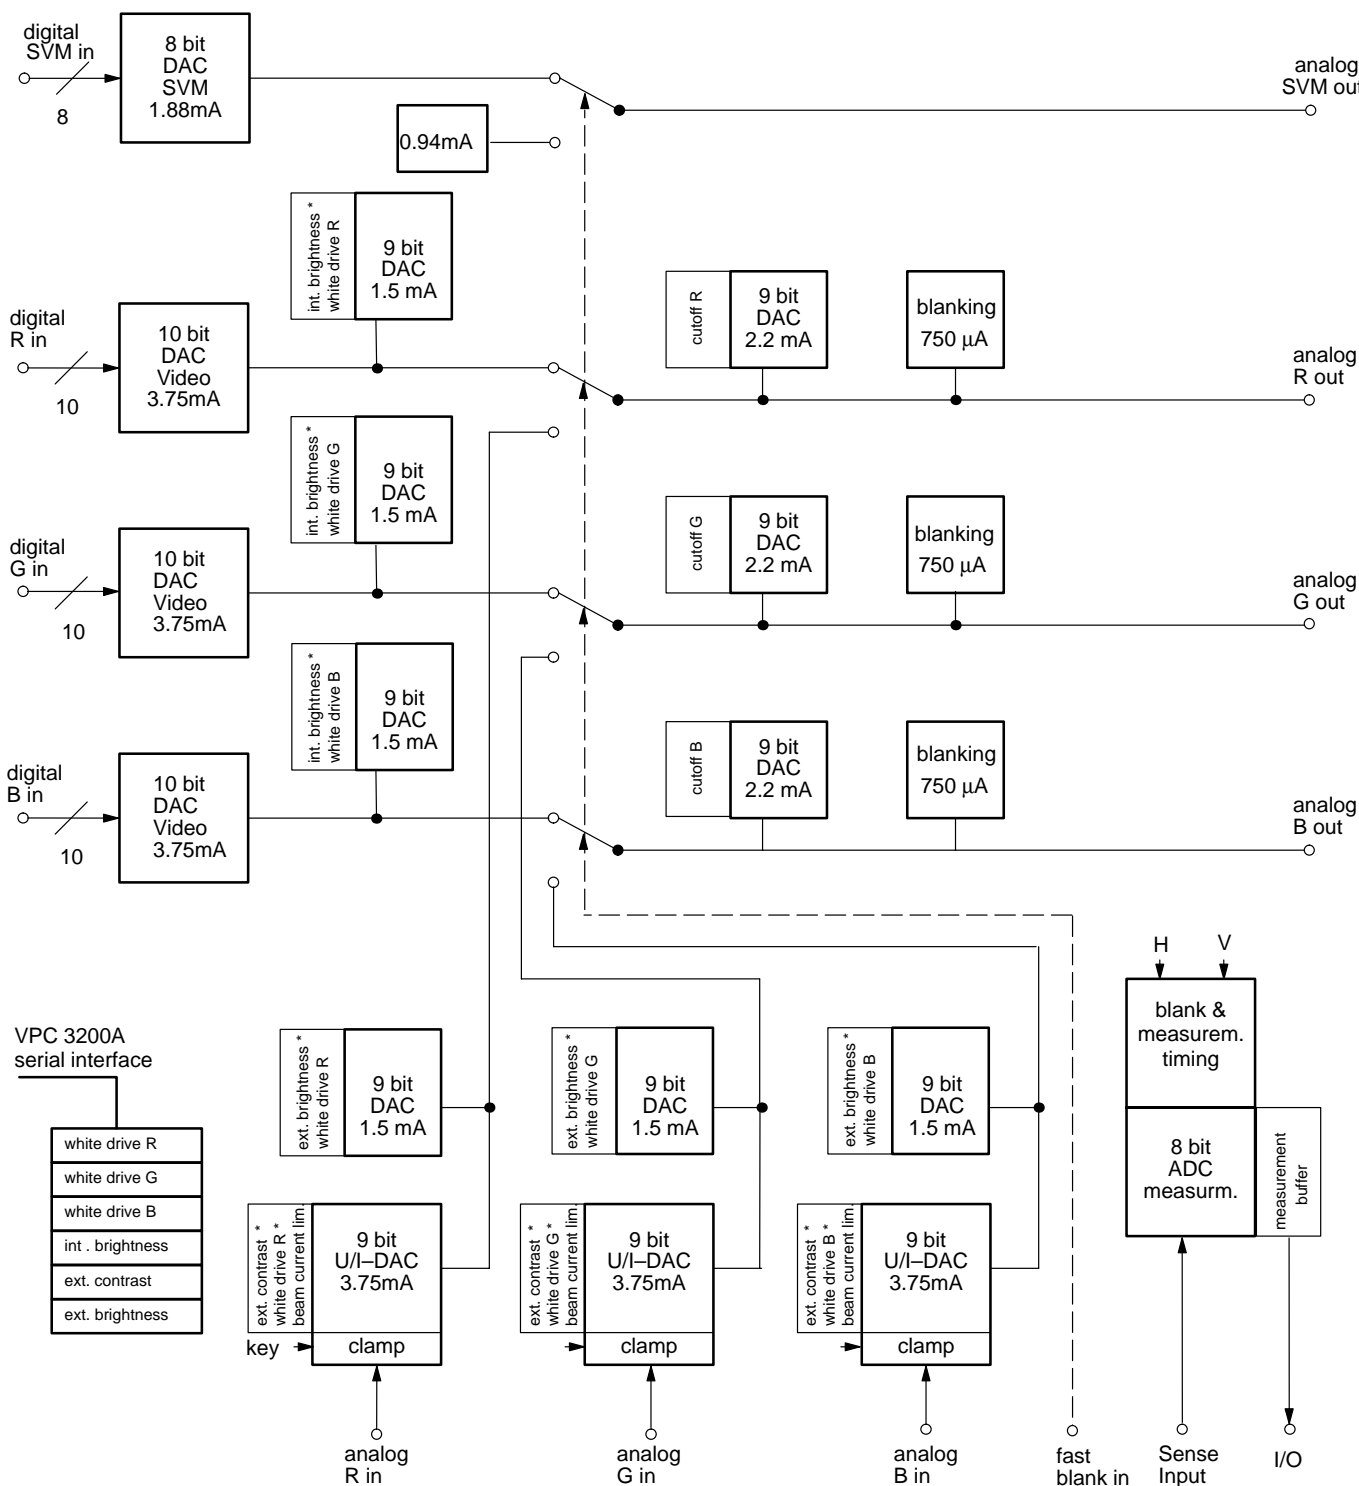 digital
SVM in
8
8 bit
DAC
SVM
1.88mA
0.94mA
analog
SVM out
int. brightness *
white drive R
9 bit
DAC
1.5 mA
digital
R in
10
10 bit
DAC
Video
3.75mA
cutoff R
9 bit
DAC
2.2 mA
blanking
750 µA
analog
R out
int. brightness *
white drive G
9 bit
DAC
1.5 mA
digital
G in
10
10 bit
DAC
Video
3.75mA
cutoff G
9 bit
DAC
2.2 mA
blanking
750 µA
analog
G out
int. brightness *
white drive B
9 bit
DAC
1.5 mA
digital
B in
10
10 bit
DAC
Video
3.75mA
cutoff B
9 bit
DAC
2.2 mA
blanking
750 µA
analog
B out
VPC 3200A
serial interface
white drive R
white drive G
white drive B
int . brightness
ext. contrast
ext. brightness
ext. brightness *
white drive R
9 bit
DAC
1.5 mA
ext. brightness *
white drive G
9 bit
DAC
1.5 mA
ext. brightness *
white drive B
9 bit
DAC
1.5 mA
ext. contrast *
white drive R *
beam current lim.
9 bit
U/I–DAC
3.75mA
clamp
key
analog
R in
ext. contrast *
white drive G *
beam current lim.
9 bit
U/I–DAC
3.75mA
clamp
analog
G in
ext. contrast *
white drive B *
beam current lim.
9 bit
U/I–DAC
3.75mA
clamp
analog
B in
fast
blank in
H
V
blank &
measurem.
timing
8 bit
ADC
measurm.
measurement
buffer
Sense
Input
I/O